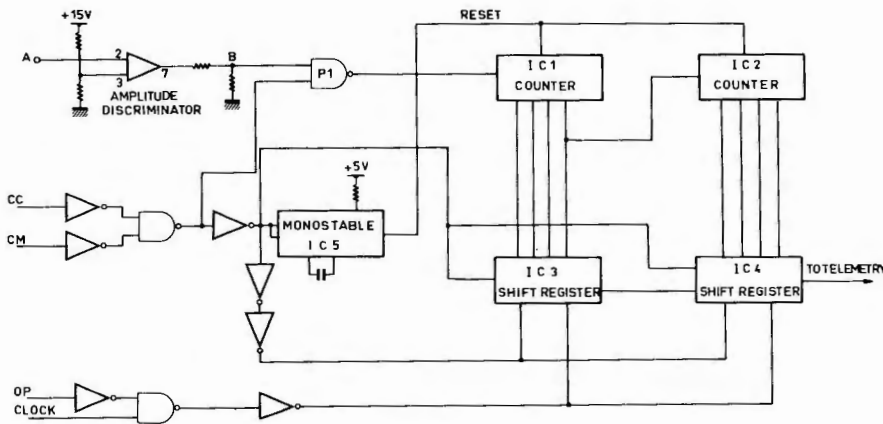 RESET
+15V
A
2
3
7
B
P1
AMPLITUDE
DISCRIMINATOR
IC1
COUNTER
IC2
COUNTER
+5V
CC
CM
MONOSTABLE
IC5
IC3
SHIFT REGISTER
IC4
SHIFT REGISTER
TO TELEMETRY
OP
CLOCK